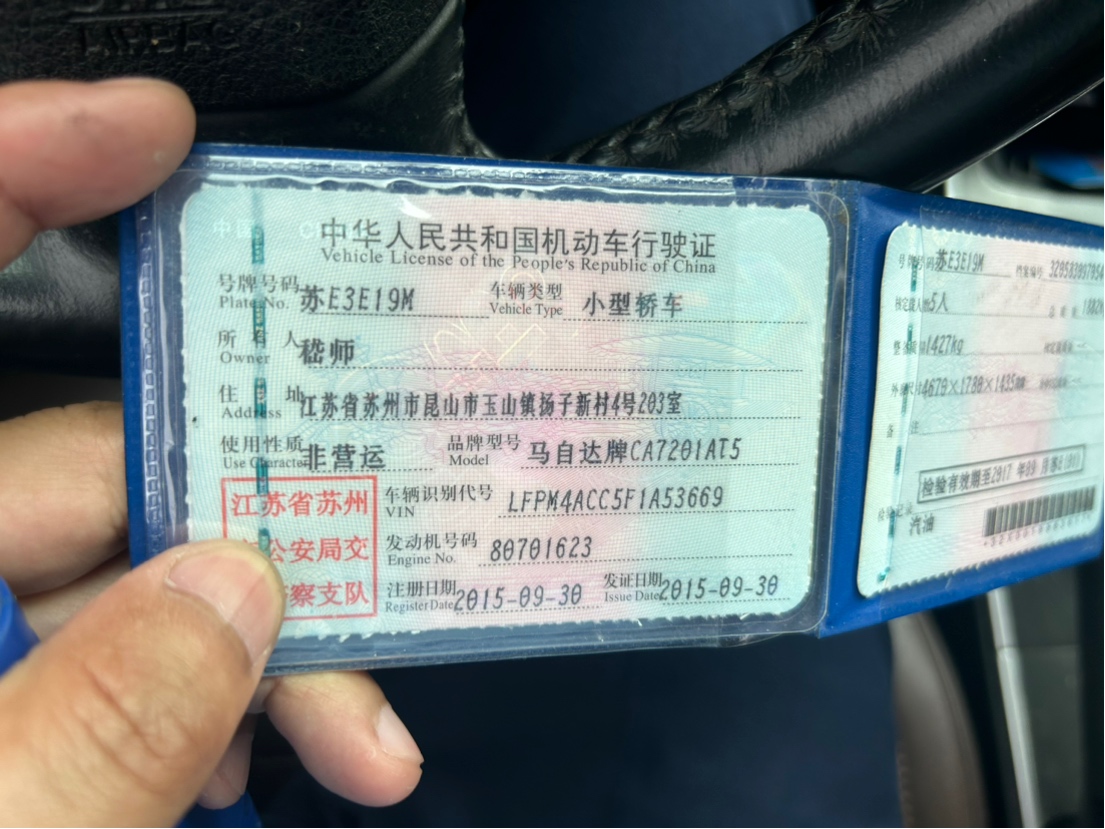 中华人民共和国机动车行驶证
Vehicle License of the People's Republic of China
号牌号码 苏E3E19M 车辆类型 小型轿车
Plate No. Vehicle Type
所有人 嵇师
Owner
住址 江苏省苏州市昆山市玉山镇扬子新村4号203室
Address
使用性质 非营运 品牌型号 马自达牌CA7201AT5
Use Character Model
江苏省苏州
公安局交
察支队
车辆识别代号 LFPM4ACC5F1A53669
VIN
发动机号码 80701623
Engine No.
注册日期 2015-09-30 发证日期 2015-09-30
Register Date Issue Date
号牌号码 苏E3E19M 档案编号
5人
1427kg
4670×1780×1435
备注
检验有效期至2017年09月
汽油